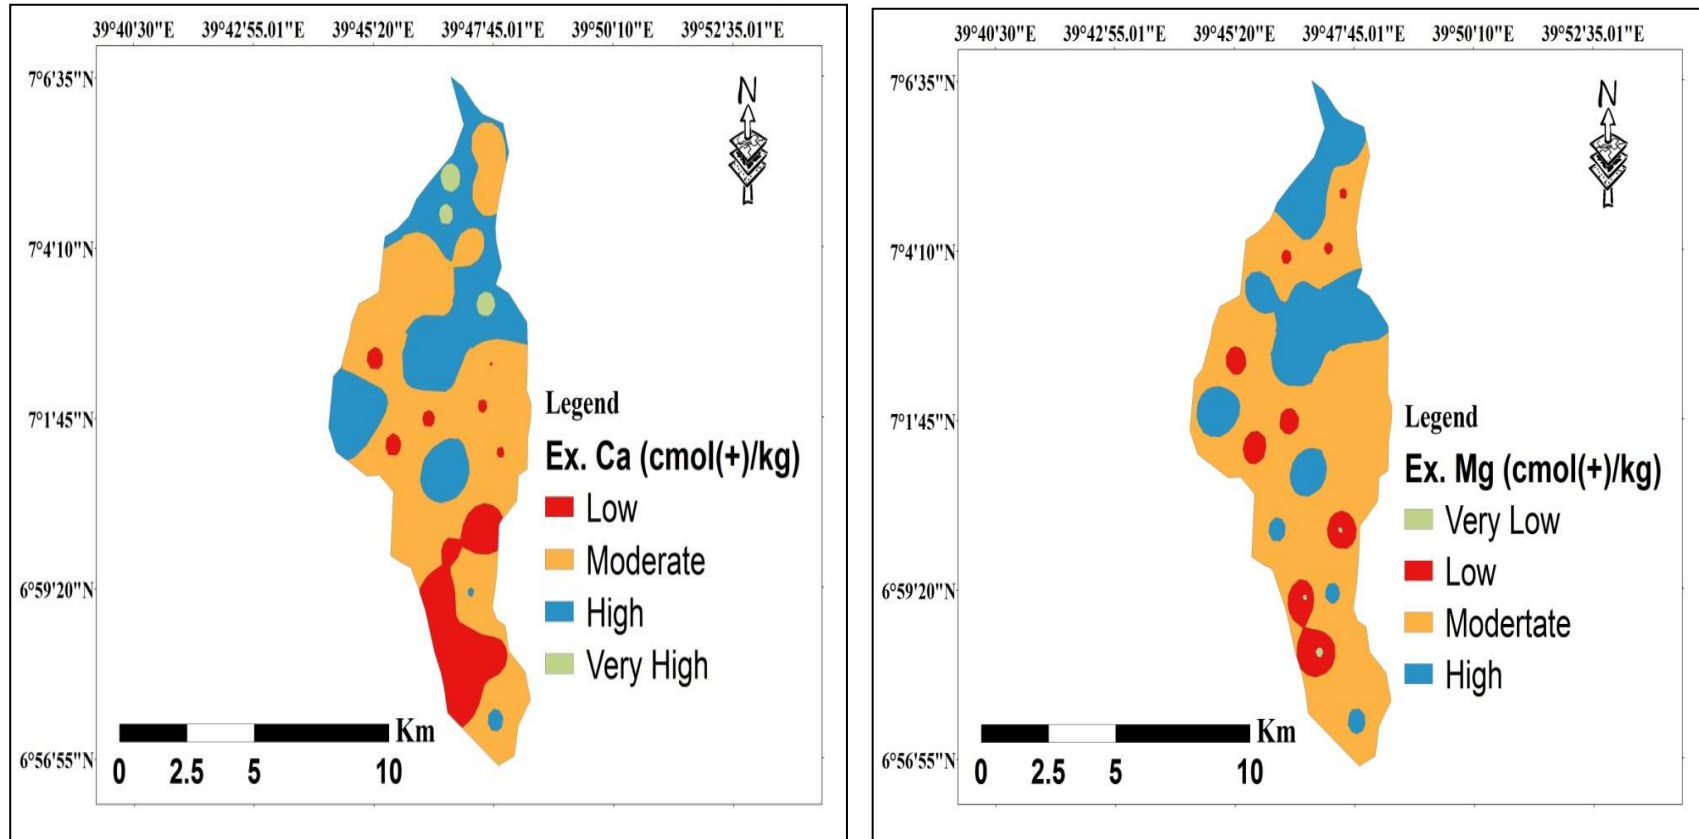 39°40'30"E 39°42'55.01"E 39°45'20"E 39°47'45.01"E 39°50'10"E 39°52'35.01"E
7°6'35"N
N
7°4'10"N
7°1'45"N
6°59'20"N
6°56'55"N
Legend
Ex. Ca (cmol(+)/kg)
Low
Moderate
High
Very High
Km
0 2.5 5 10
39°40'30"E 39°42'55.01"E 39°45'20"E 39°47'45.01"E 39°50'10"E 39°52'35.01"E
7°6'35"N
N
7°4'10"N
7°1'45"N
6°59'20"N
6°56'55"N
Legend
Ex. Mg (cmol(+)/kg)
Very Low
Low
Modertate
High
Km
0 2.5 5 10